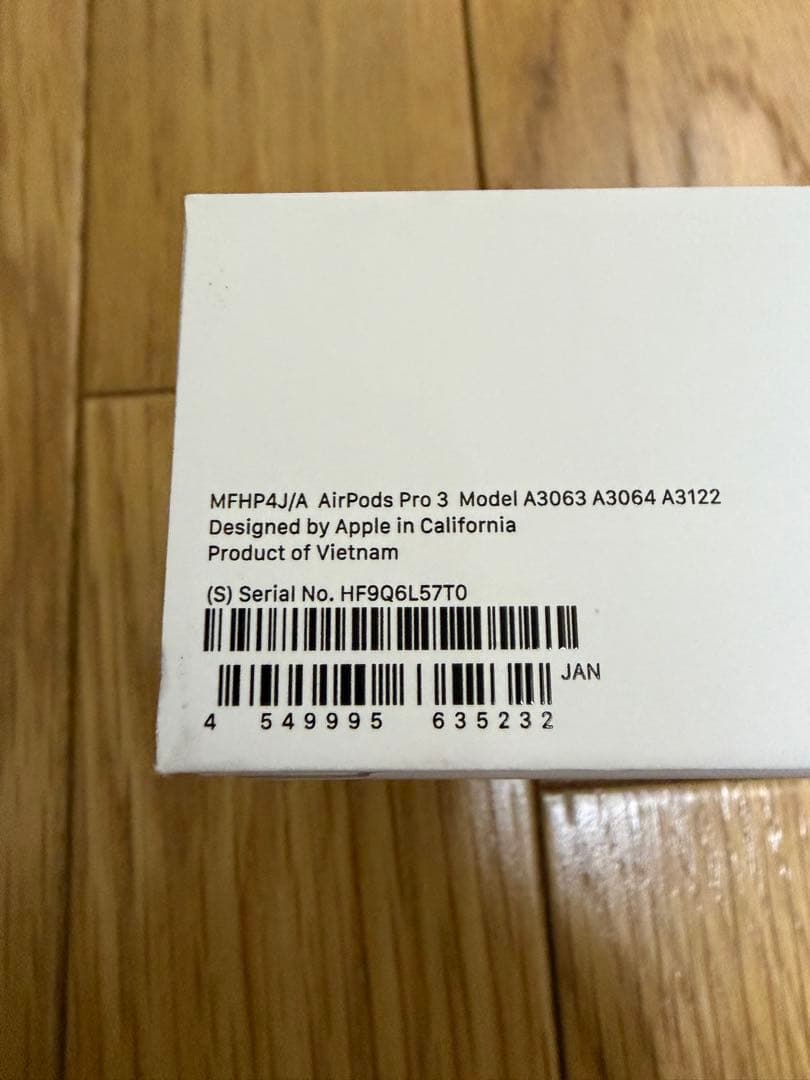 MFHP4J/A AirPods Pro 3 Model A3063 A3064 A3122
Designed by Apple in California
Product of Vietnam
(S) Serial No. HF9Q6L57T0
JAN
4 549995 635232